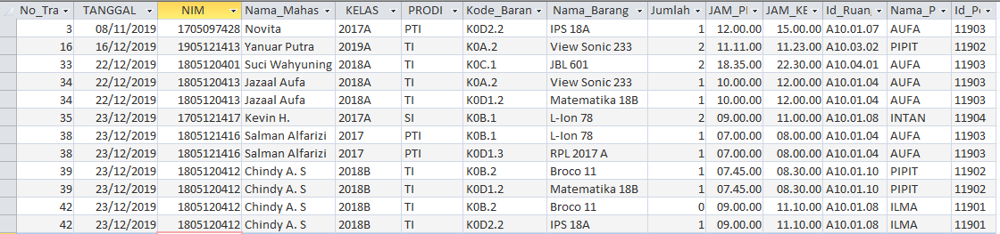 No_Tra TANGGAL NIM Nama_Mahas KELAS PRODI Kode_Baran Nama_Barang Jumlah JAM_PI JAM_KE Id_Ruan Nama_P Id_Pe
3 08/11/2019 1705097428 Novita 2017A PTI K0D2.2 IPS 18A 1 12.00.00 15.00.00 A10.01.07 AUFA 11903
16 16/12/2019 1905121413 Yanuar Putra 2019A TI K0A.2 View Sonic 233 2 11.11.00 11.23.00 A10.03.02 PIPIT 11902
33 22/12/2019 1805120401 Suci Wahyuning 2018A TI K0C.1 JBL 601 2 18.35.00 22.30.00 A10.04.01 AUFA 11903
34 22/12/2019 1805120413 Jazaal Aufa 2018A TI K0A.2 View Sonic 233 1 10.00.00 12.00.00 A10.01.04 AUFA 11903
34 22/12/2019 1805120413 Jazaal Aufa 2018A TI K0D1.2 Matematika 18B 1 10.00.00 12.00.00 A10.01.04 AUFA 11903
35 23/12/2019 1705121417 Kevin H. 2017A SI K0B.1 L-Ion 78 2 09.00.00 11.00.00 A10.01.08 INTAN 11904
38 23/12/2019 1805121416 Salman Alfarizi 2017 PTI K0B.1 L-Ion 78 1 07.00.00 08.00.00 A10.01.04 AUFA 11903
38 23/12/2019 1805121416 Salman Alfarizi 2017 PTI K0D1.3 RPL 2017 A 1 07.00.00 08.00.00 A10.01.04 AUFA 11903
39 23/12/2019 1805120412 Chindy A. S 2018B TI K0B.2 Broco 11 1 07.45.00 08.30.00 A10.01.10 PIPIT 11902
39 23/12/2019 1805120412 Chindy A. S 2018B TI K0D1.2 Matematika 18B 1 07.45.00 08.30.00 A10.01.10 PIPIT 11902
42 23/12/2019 1805120412 Chindy A. S 2018B TI K0B.2 Broco 11 0 09.00.00 11.10.00 A10.01.08 ILMA 11901
42 23/12/2019 1805120412 Chindy A. S 2018B TI K0D2.2 IPS 18A 1 09.00.00 11.10.00 A10.01.08 ILMA 11901